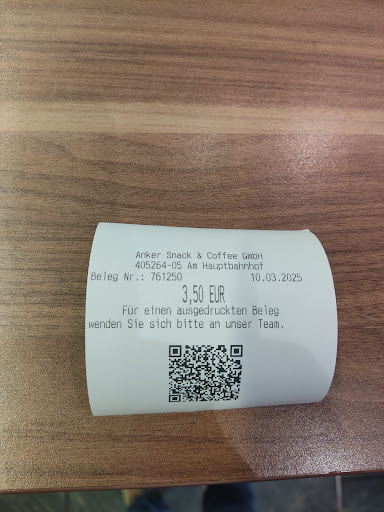 Anker Snack & Coffee GmbH
405264-05 Am Hauptbahnhof
Beleg Nr.: 761250 10.03.2025
3,50 EUR
Für einen ausgedruckten Beleg
wenden Sie sich bitte an unser Team.